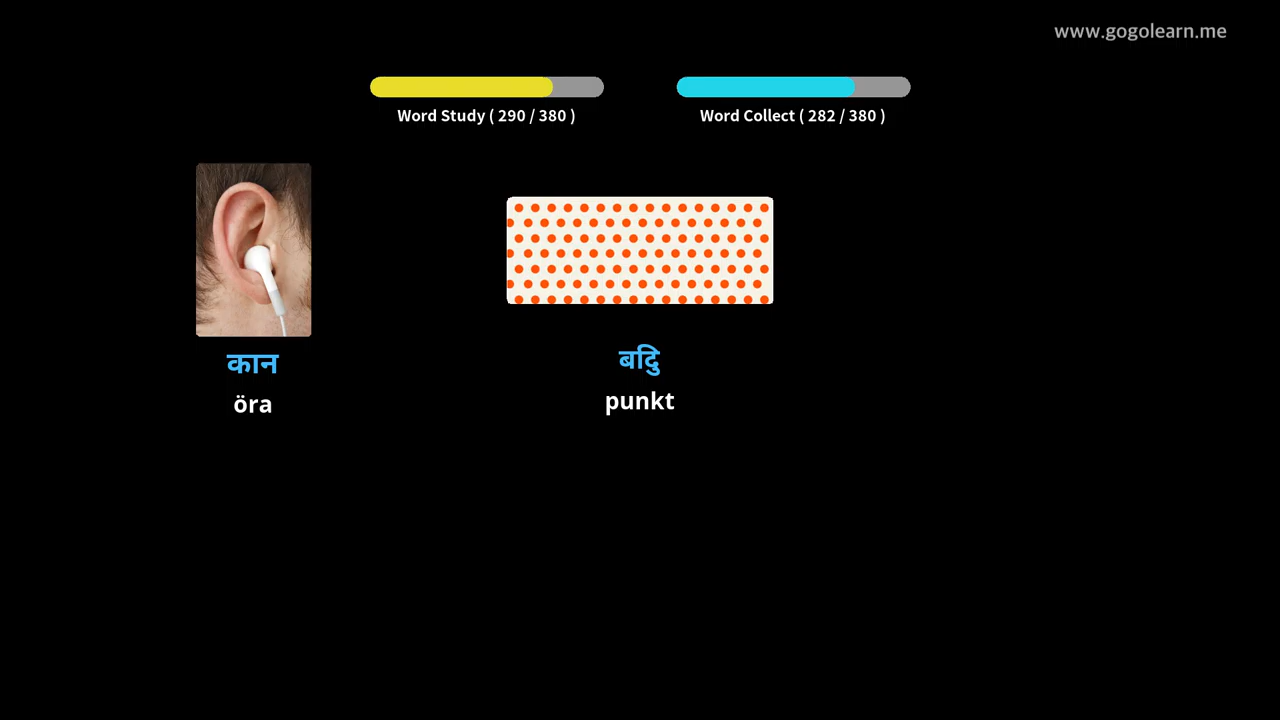 www.gogolearn.me
Word Study ( 290 / 380 )
Word Collect ( 282 / 380 )
कान
öra
बिदु
punkt